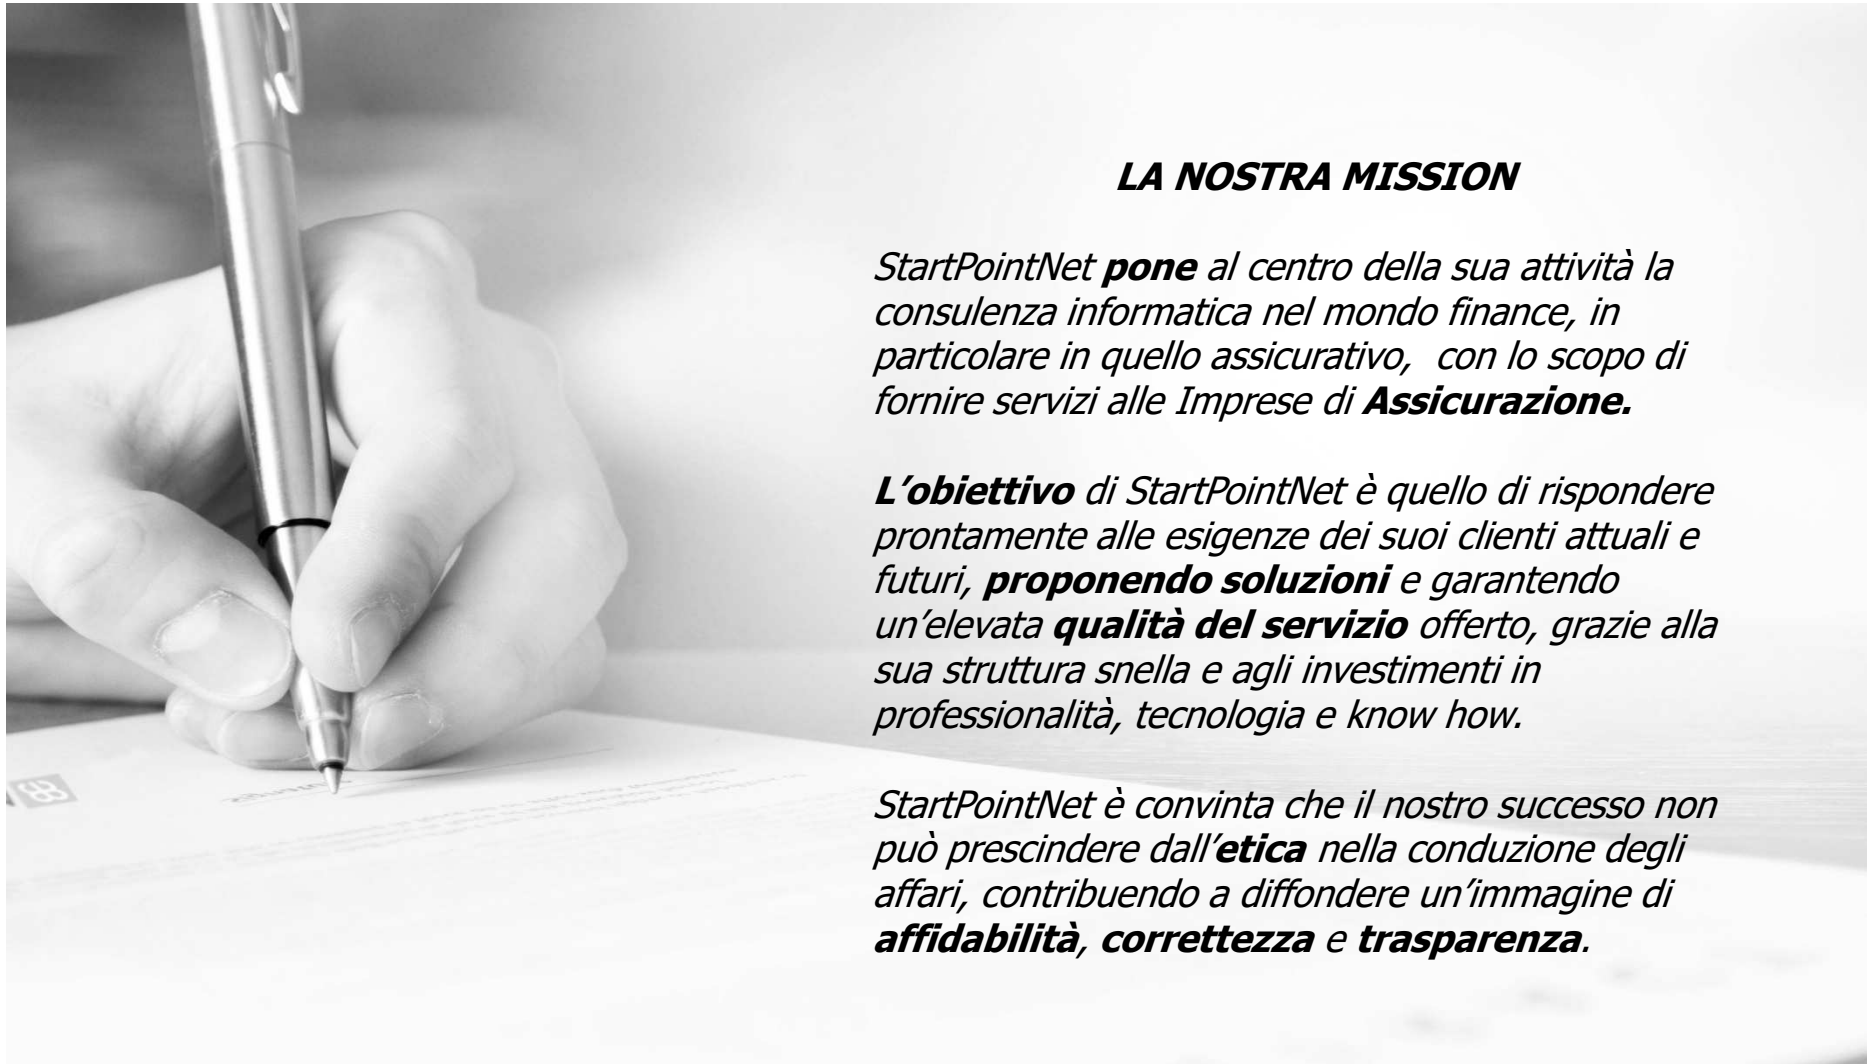 LA NOSTRA MISSION
StartPointNet pone al centro della sua attività la
consulenza informatica nel mondo finance, in
particolare in quello assicurativo,  con lo scopo di
fornire servizi alle Imprese di Assicurazione.
L’obiettivo di StartPointNet è quello di rispondere
prontamente alle esigenze dei suoi clienti attuali e
futuri, proponendo soluzioni e garantendo
un’elevata qualità del servizio offerto, grazie alla
sua struttura snella e agli investimenti in
professionalità, tecnologia e know how.
StartPointNet è convinta che il nostro successo non
può prescindere dall’etica nella conduzione degli
affari, contribuendo a diffondere un’immagine di
affidabilità, correttezza e trasparenza.